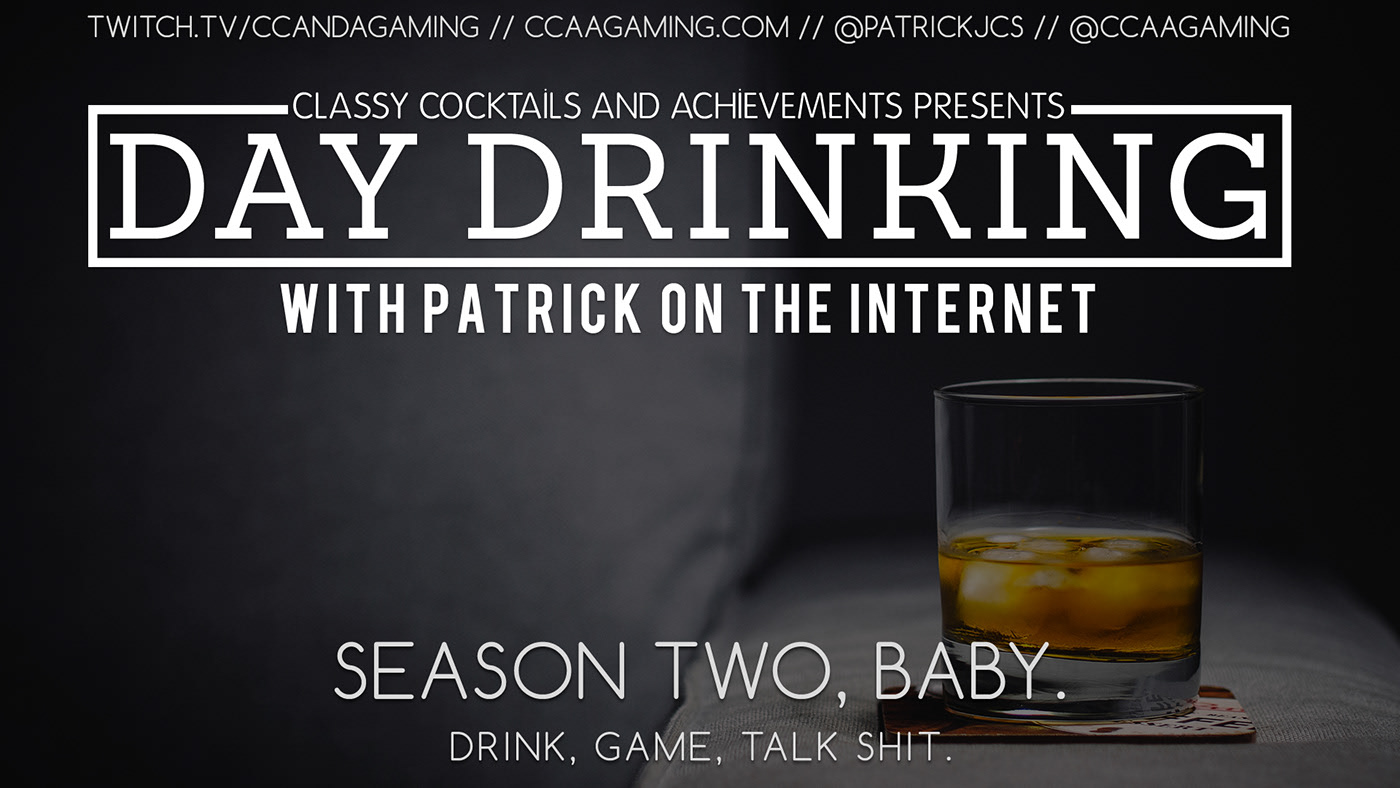 TWITCH.TV/CCANDAGAMING // CCAAGAMING.COM // @PATRICKJCS // @CCAAGAMING
CLASSY COCKTAiLS AND ACHiEVEMENTS PRESENTS
DAY DRINKING
WITH PATRICK ON THE INTERNET
SEASON TWO, BABY.
DRINK, GAME, TALK SHIT.